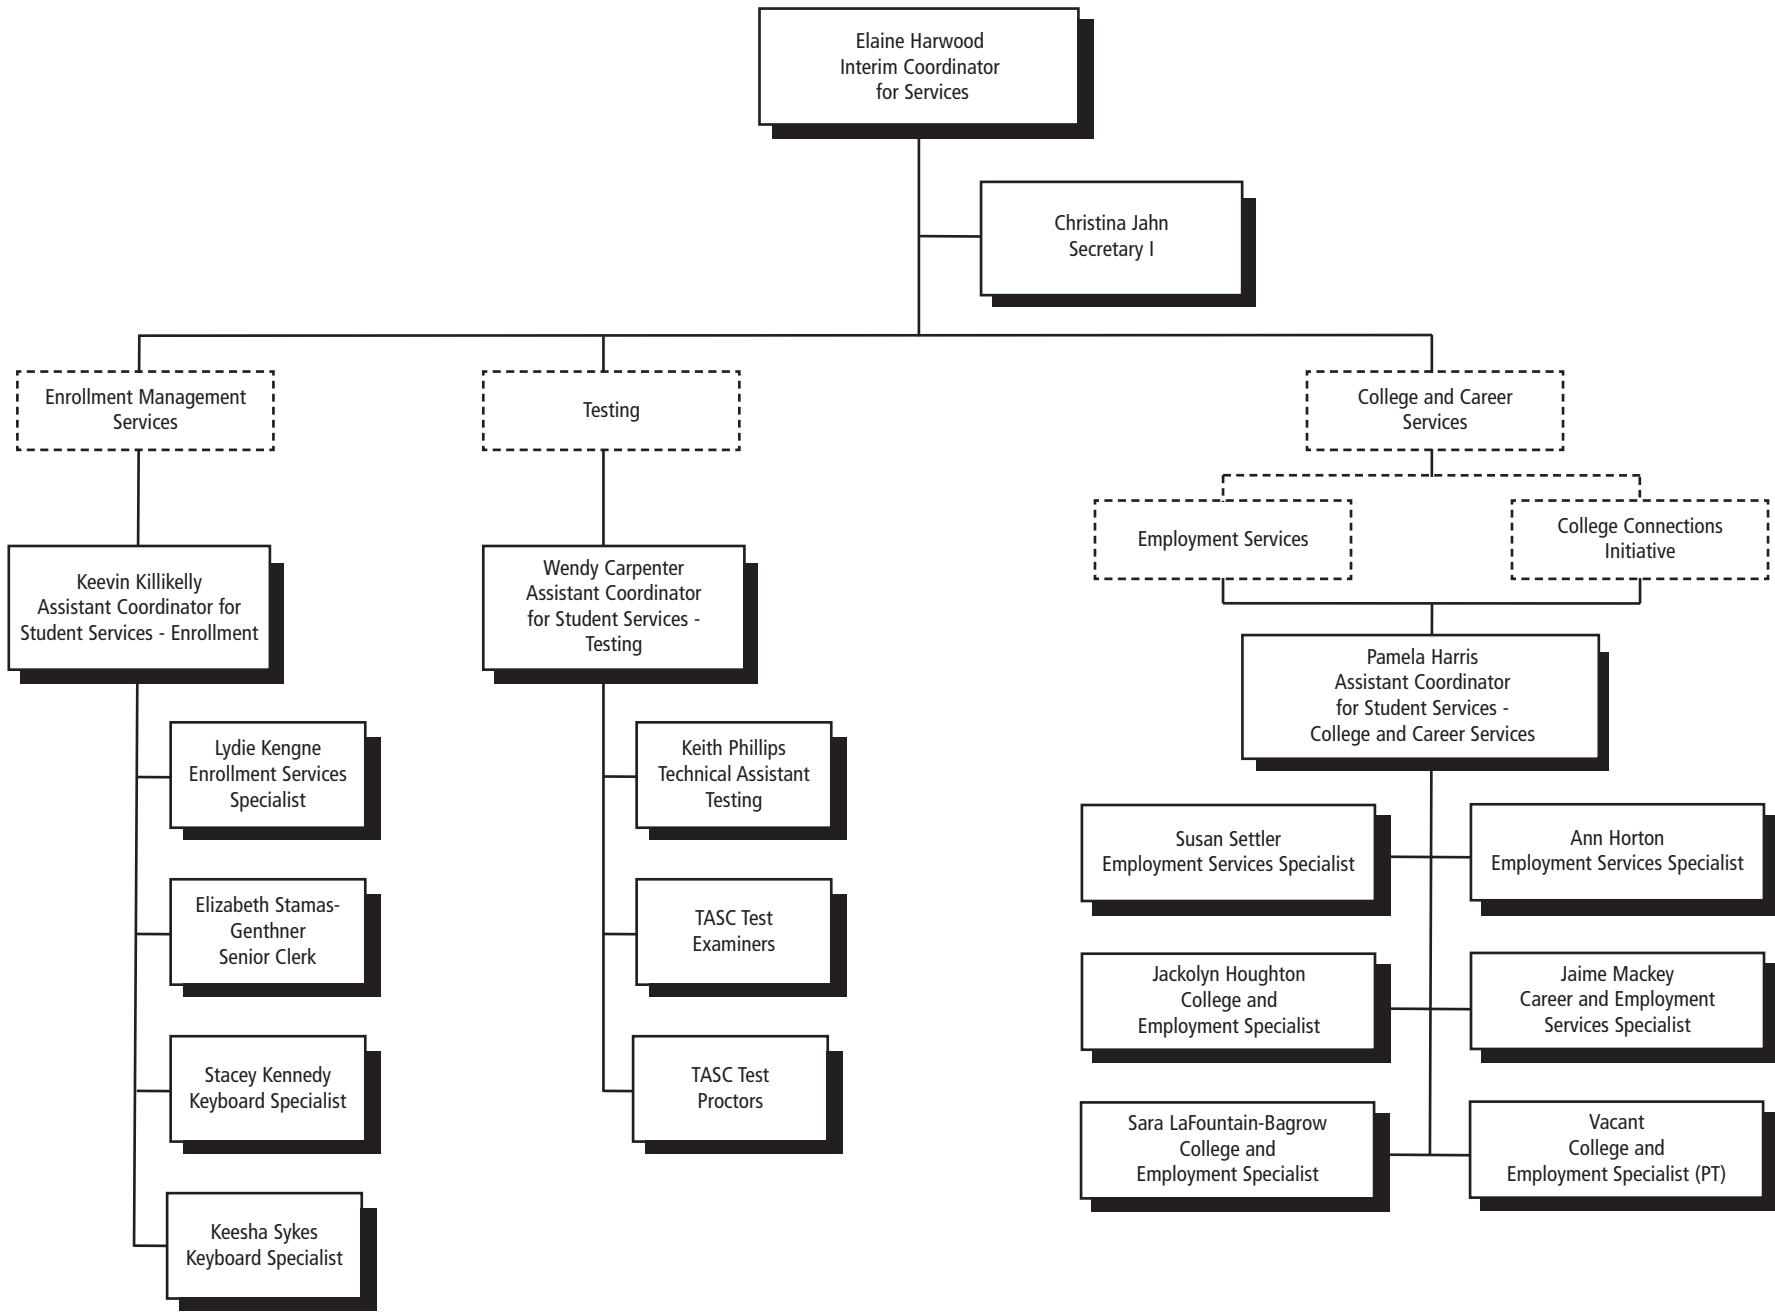 Elaine Harwood
Interim Coordinator
for Services
Christina Jahn
Secretary I
Enrollment Management
Services
Testing
College and Career
Services
Employment Services
College Connections
Initiative
Keevin Killikelly
Assistant Coordinator for
Student Services - Enrollment
Wendy Carpenter
Assistant Coordinator
for Student Services -
Testing
Pamela Harris
Assistant Coordinator
for Student Services -
College and Career Services
Lydie Kengne
Enrollment Services
Specialist
Elizabeth Stamas-
Genthner
Senior Clerk
Stacey Kennedy
Keyboard Specialist
Keesha Sykes
Keyboard Specialist
Keith Phillips
Technical Assistant
Testing
TASC Test
Examiners
TASC Test
Proctors
Susan Settler
Employment Services Specialist
Ann Horton
Employment Services Specialist
Jackolyn Houghton
College and
Employment Specialist
Jaime Mackey
Career and Employment
Services Specialist
Sara LaFountain-Bagrow
College and
Employment Specialist
Vacant
College and
Employment Specialist (PT)